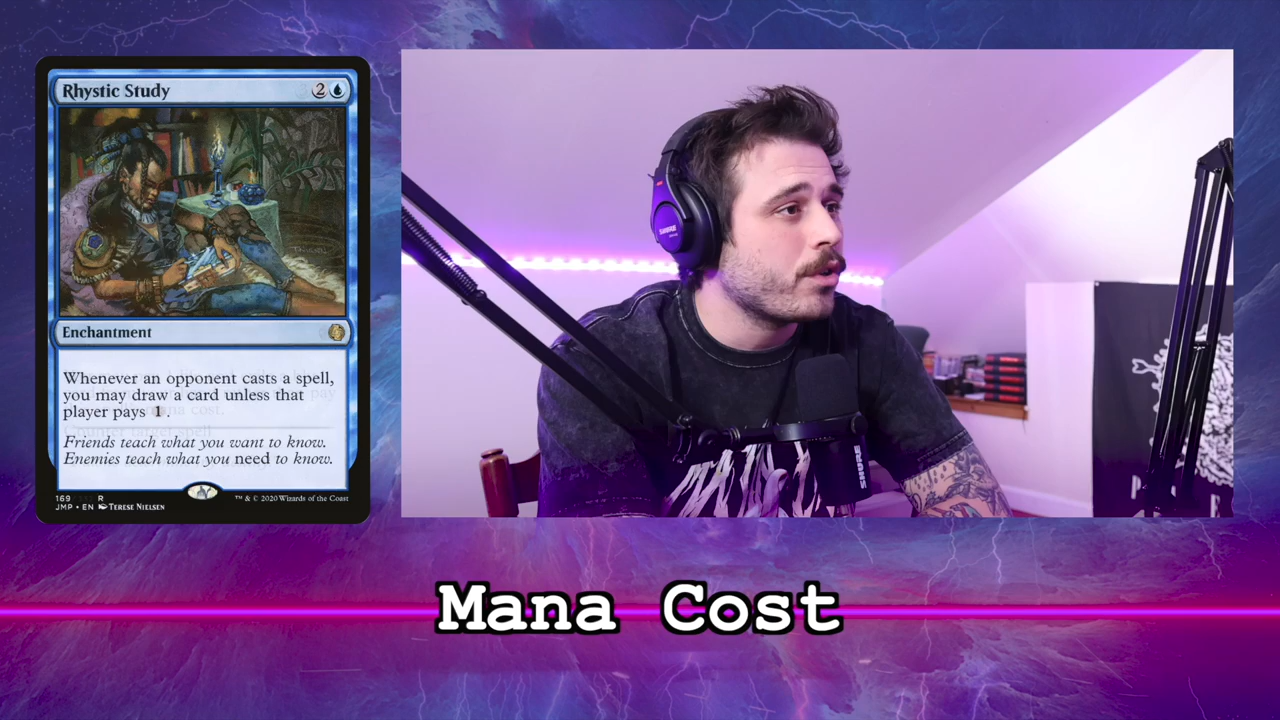 Rhystic Study 2
Enchantment
Whenever an opponent casts a spell,
you may draw a card unless that
player pays 1.
Friends teach what you want to know.
Enemies teach what you need to know.
169 R
JMP • EN TERESE NIELSEN
™ & © 2020 Wizards of the Coast
SHURE
SHURE
Mana Cost